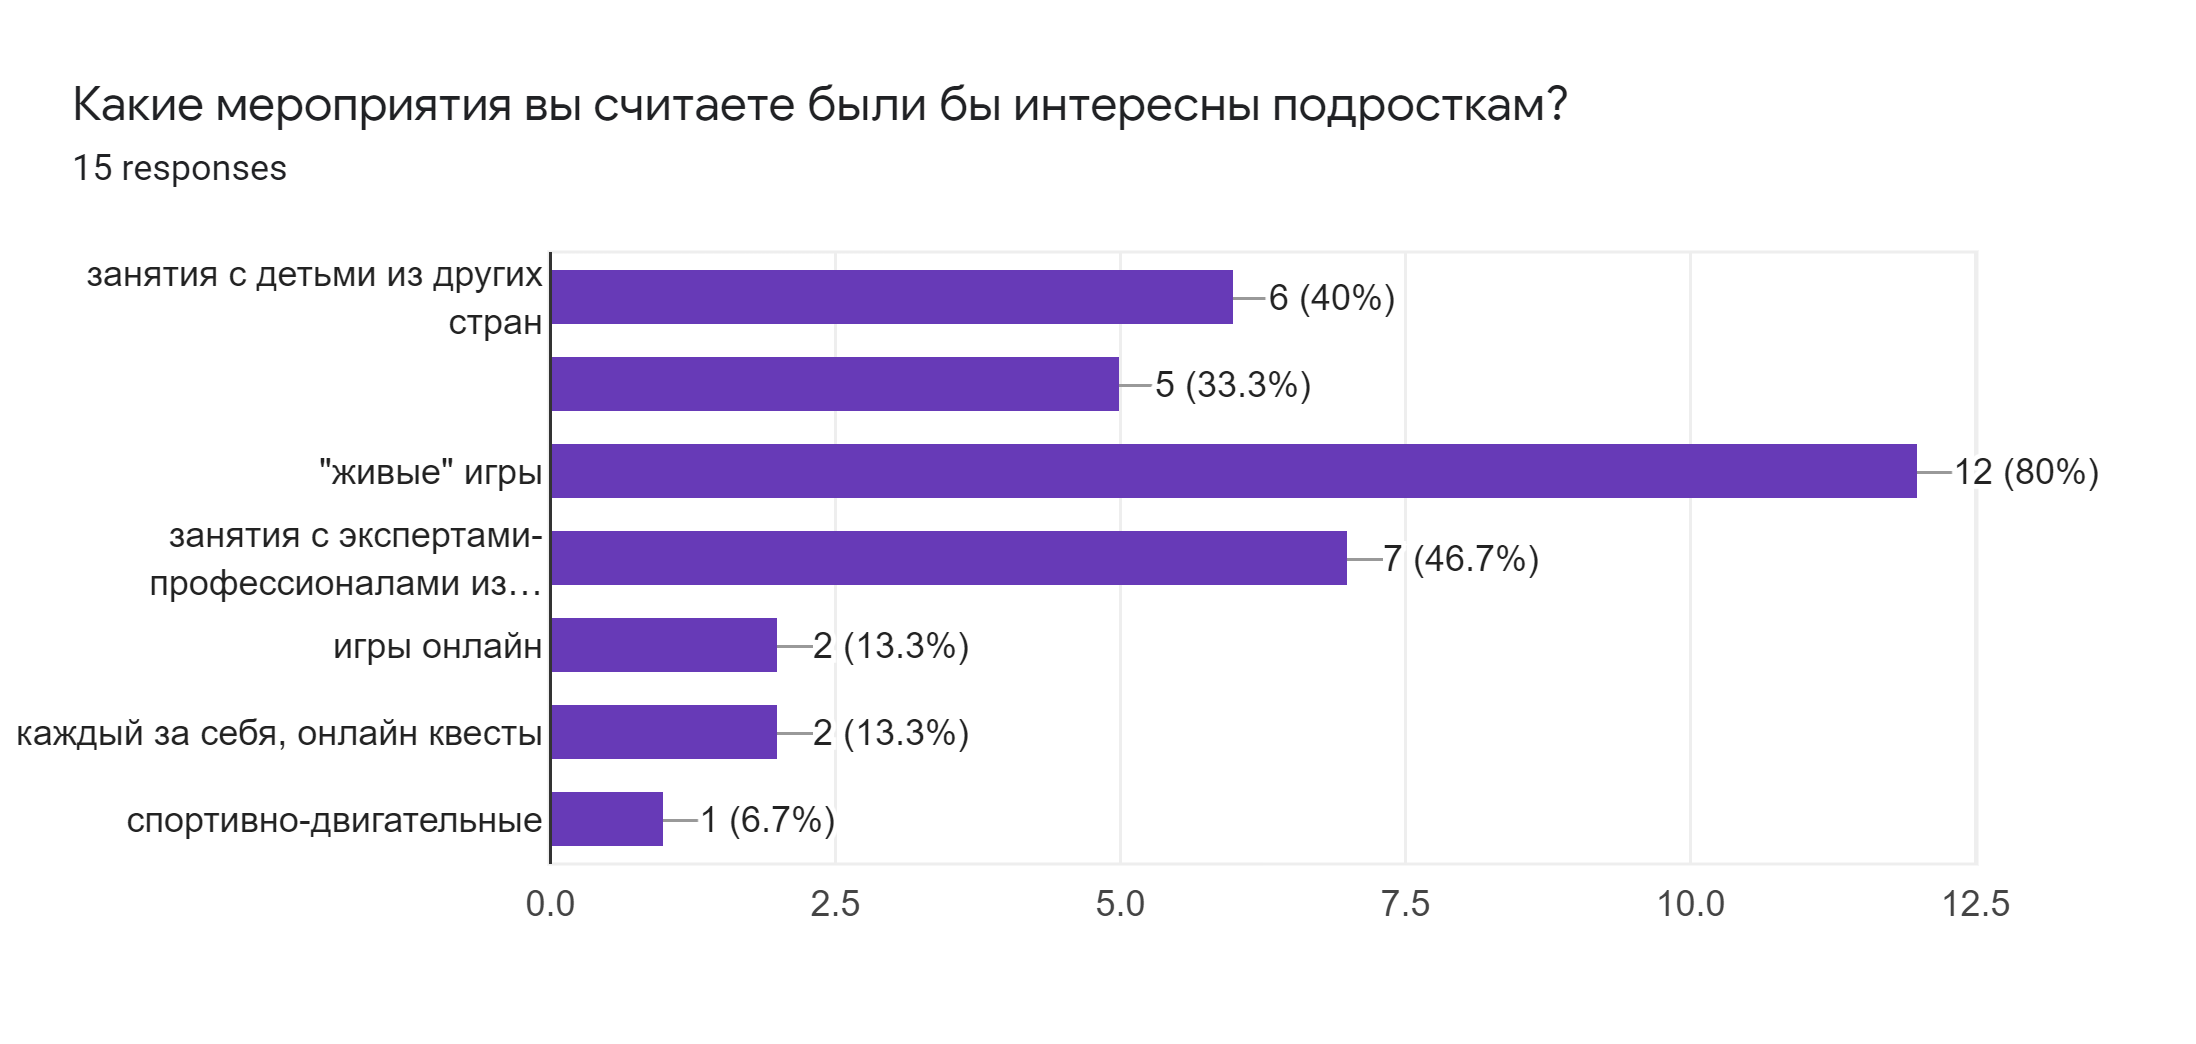 Какие мероприятия вы считаете были бы интересны подросткам?
15 responses
занятия с детьми из других
стран
6 (40%)
5 (33.3%)
"живые" игры
12 (80%)
занятия с экспертами-
профессионалами из…
7 (46.7%)
игры онлайн
2 (13.3%)
каждый за себя, онлайн квесты
2 (13.3%)
спортивно-двигательные
1 (6.7%)
0.0
2.5
5.0
7.5
10.0
12.5